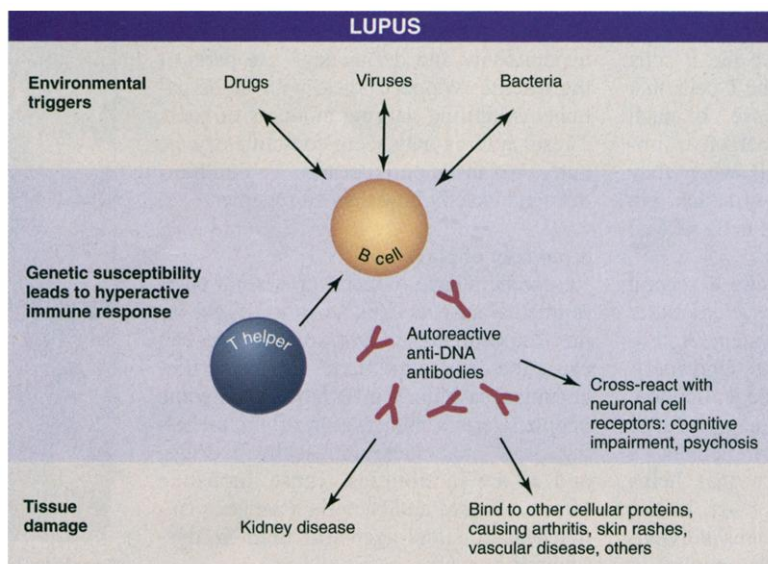 LUPUS
Environmental
triggers
Drugs
Viruses
Bacteria
B cell
Genetic susceptibility
leads to hyperactive
immune response
T helper
Autoreactive
anti-DNA
antibodies
Cross-react with
neuronal cell
receptors: cognitive
impairment, psychosis
Tissue
damage
Kidney disease
Bind to other cellular proteins,
causing arthritis, skin rashes,
vascular disease, others